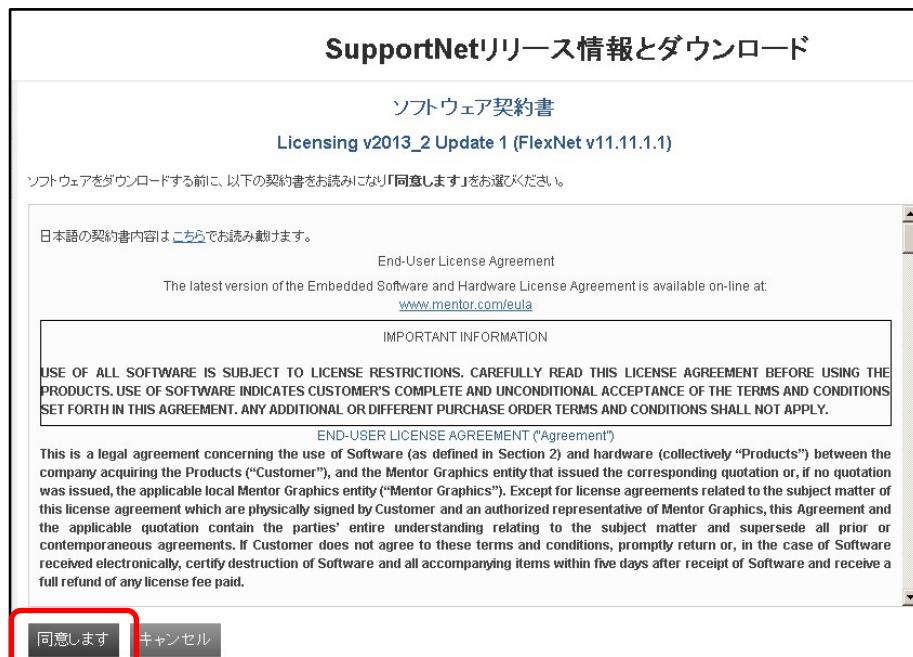 SupportNetリリース情報とダウンロード
ソフトウェア契約書
Licensing v2013_2 Update 1 (FlexNet v11.11.1.1)
ソフトウェアをダウンロードする前に、以下の契約書をお読みになり「同意します」をお選びください。
日本語の契約書内容はこちらでお読み動けます。
End-User License Agreement
The latest version of the Embedded Software and Hardware License Agreement is available on-line at:
www.mentor.com/eula
IMPORTANT INFORMATION
USE OF ALL SOFTWARE IS SUBJECT TO LICENSE RESTRICTIONS. CAREFULLY READ THIS LICENSE AGREEMENT BEFORE USING THE
PRODUCTS. USE OF SOFTWARE INDICATES CUSTOMER'S COMPLETE AND UNCONDITIONAL ACCEPTANCE OF THE TERMS AND CONDITIONS
SET FORTH IN THIS AGREEMENT. ANY ADDITIONAL OR DIFFERENT PURCHASE ORDER TERMS AND CONDITIONS SHALL NOT APPLY.
END-USER LICENSE AGREEMENT ("Agreement")
This is a legal agreement concerning the use of Software (as defined in Section 2) and hardware (collectively “Products”) between the
company acquiring the Products (“Customer”), and the Mentor Graphics entity that issued the corresponding quotation or, if no quotation
was issued, the applicable local Mentor Graphics entity (“Mentor Graphics”). Except for license agreements related to the subject matter of
this license agreement which are physically signed by Customer and an authorized representative of Mentor Graphics, this Agreement and
the applicable quotation contain the parties’ entire understanding relating to the subject matter and supersede all prior or
contemporaneous agreements. If Customer does not agree to these terms and conditions, promptly return or, in the case of Software
received electronically, certify destruction of Software and all accompanying items within five days after receipt of Software and receive a
full refund of any license fee paid.
同意します キャンセル